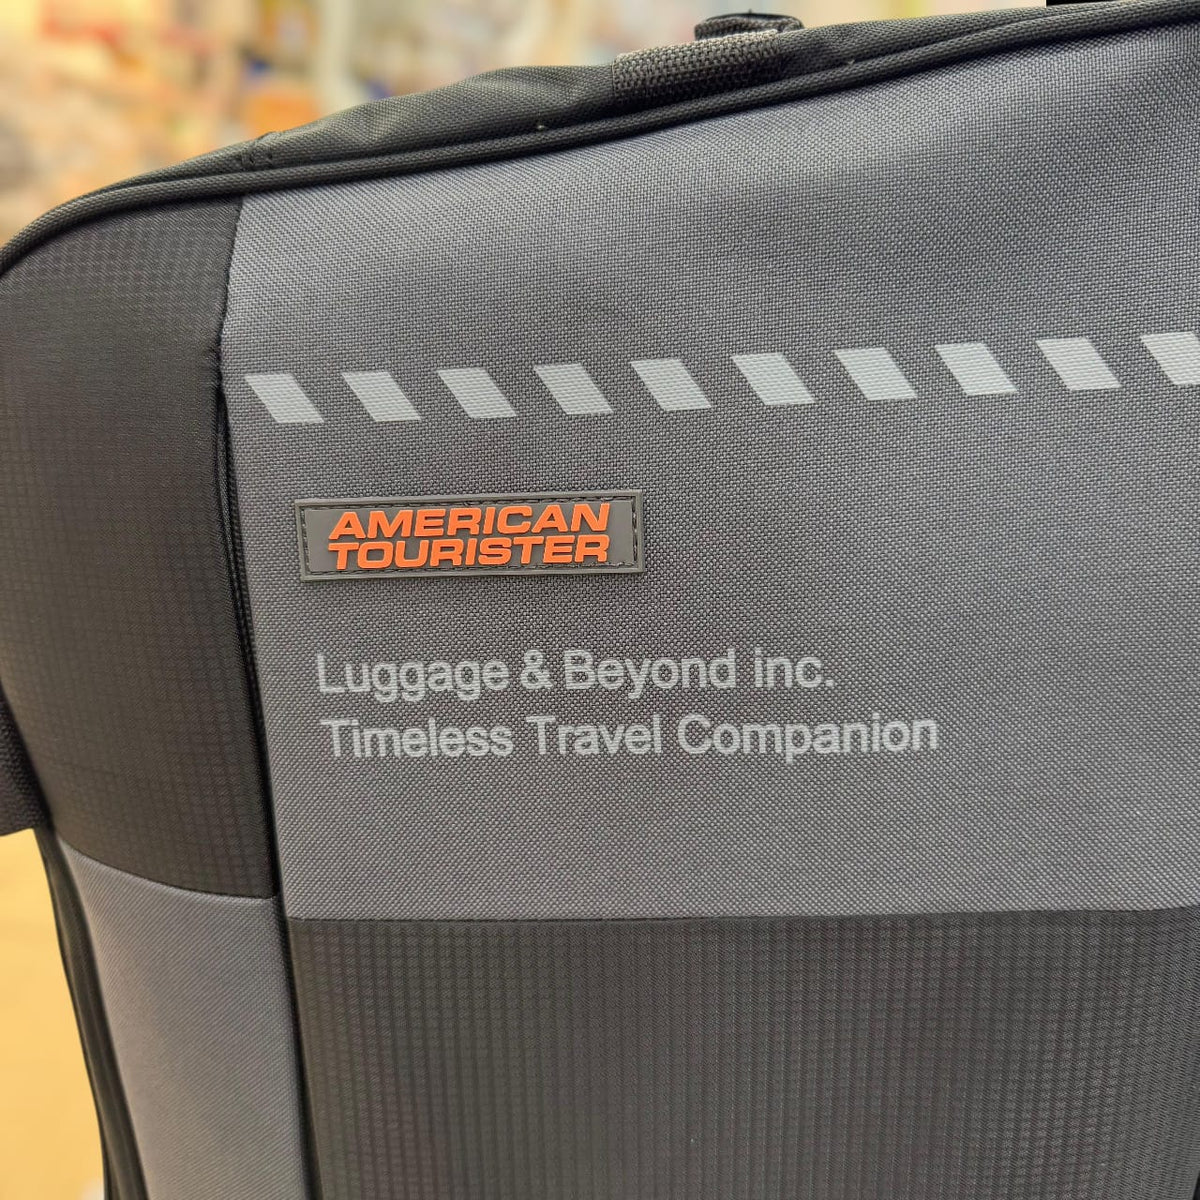 AMERICAN
TOURISTER
Luggage & Beyond inc.
Timeless Travel Companion